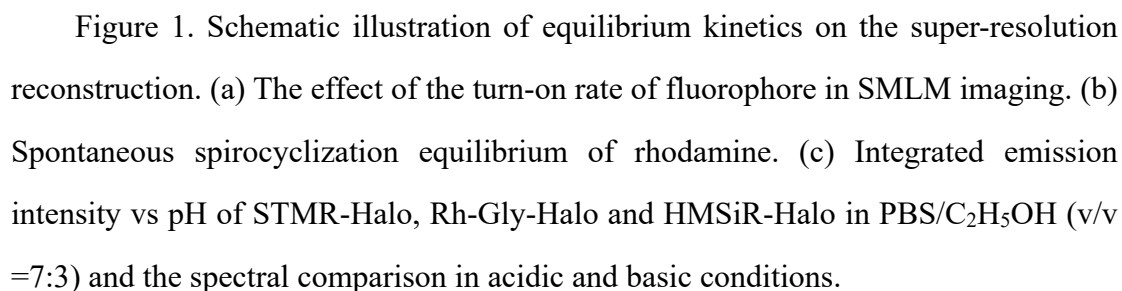 Figure 1. Schematic illustration of equilibrium kinetics on the super-resolution
reconstruction. (a) The effect of the turn-on rate of fluorophore in SMLM imaging. (b)
Spontaneous spirocyclization equilibrium of rhodamine. (c) Integrated emission
intensity vs pH of STMR-Halo, Rh-Gly-Halo and HMSiR-Halo in PBS/C₂H₅OH (v/v
=7:3) and the spectral comparison in acidic and basic conditions.